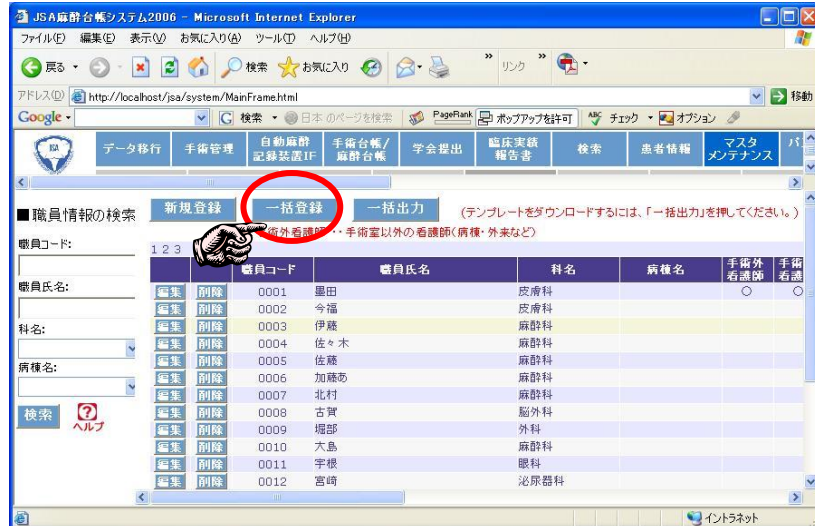 JSA麻酔台帳システム2006 - Microsoft Internet Explorer
ファイル(F) 編集(E) 表示(V) お気に入り(A) ツール(T) ヘルプ(H)
戻る 検索 お気に入り » リンク »
アドレス(D) http://localhost/jsa/system/MainFrame.html 移動
Google 検索 日本 のページを検索 PageRank ポップアップを許可 ABC チェック オプション
データ移行 手術管理 自動麻酔記録装置IF 手術台帳/麻酔台帳 学会提出 臨床実績報告書 検索 患者情報 マスタメンテナンス
■職員情報の検索 新規登録 一括登録 一括出力 (テンプレートをダウンロードするには、「一括出力」を押してください。)
術外看護師・・手術室以外の看護師(病棟・外来など)
職員コード:
1 2 3
職員コード 職員氏名 科名 病棟名 手術外看護師 手術看護
職員氏名:
編集 削除 0001 墨田 皮膚科 ○ ○
編集 削除 0002 今福 皮膚科
科名:
編集 削除 0003 伊藤 麻酔科
編集 削除 0004 佐々木 麻酔科
病棟名:
編集 削除 0005 佐藤 麻酔科
編集 削除 0006 加藤あ 麻酔科
編集 削除 0007 北村 麻酔科
検索 ヘルプ
編集 削除 0008 古賀 脳外科
編集 削除 0009 堀部 外科
編集 削除 0010 大島 麻酔科
編集 削除 0011 宇根 眼科
編集 削除 0012 宮崎 泌尿器科
イントラネット